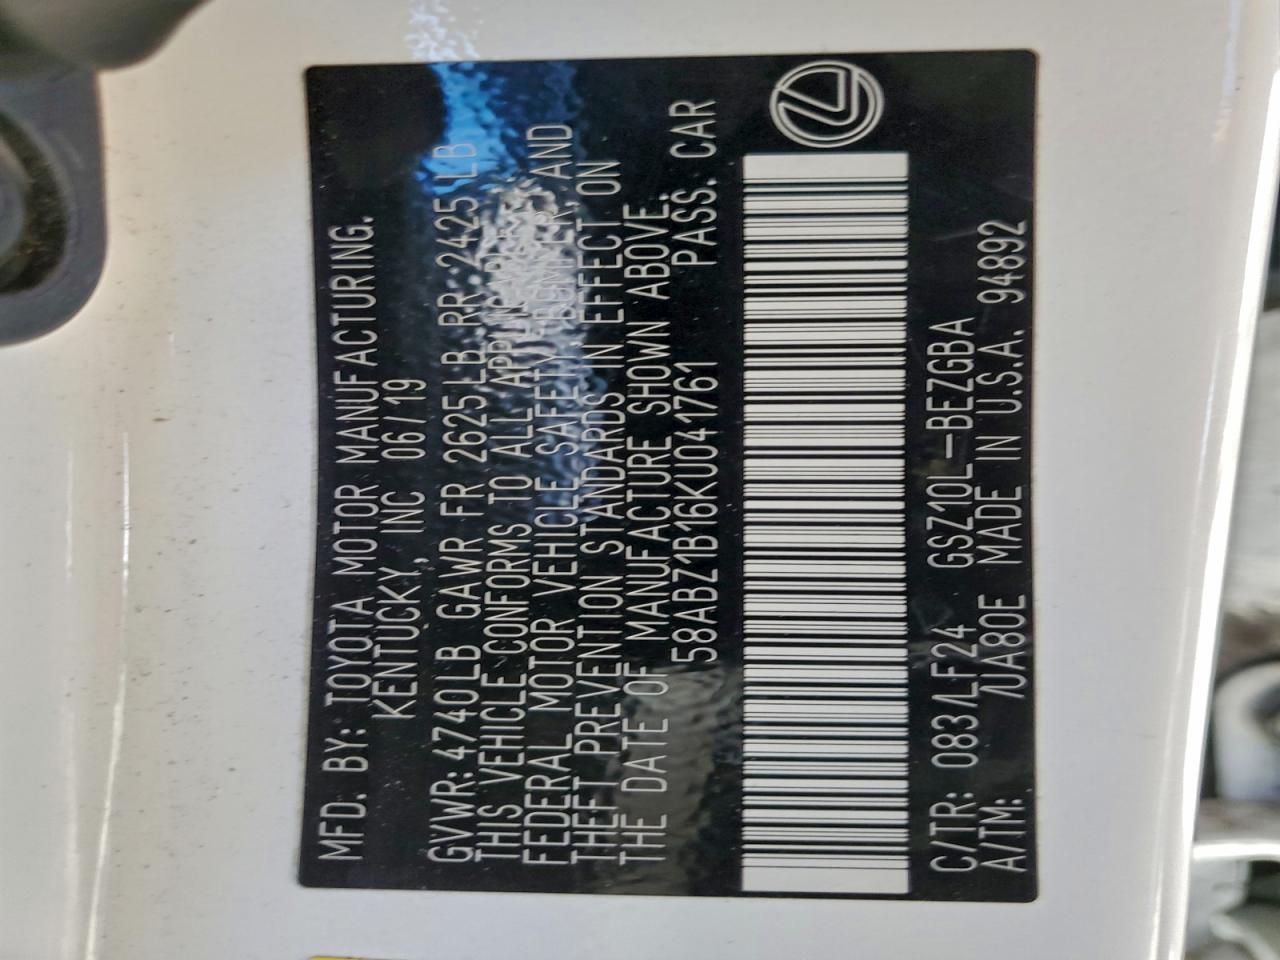 MFD. BY: TOYOTA MOTOR MANUFACTURING.
KENTUCKY, INC 06/19
GVWR: 4740LB GAWR FR 2625LB RR 2425LB
THIS VEHICLE CONFORMS TO ALL APPLICABLE
FEDERAL MOTOR VEHICLE SAFETY, BUMPER, AND
THEFT PREVENTION STANDARDS IN EFFECT ON
THE DATE OF MANUFACTURE SHOWN ABOVE.
58ABZ1B16KU041761 PASS. CAR
C/TR: 083/LF24 GSZ10L-BEZGBA
A/TM: /UA80E MADE IN U.S.A. 94892